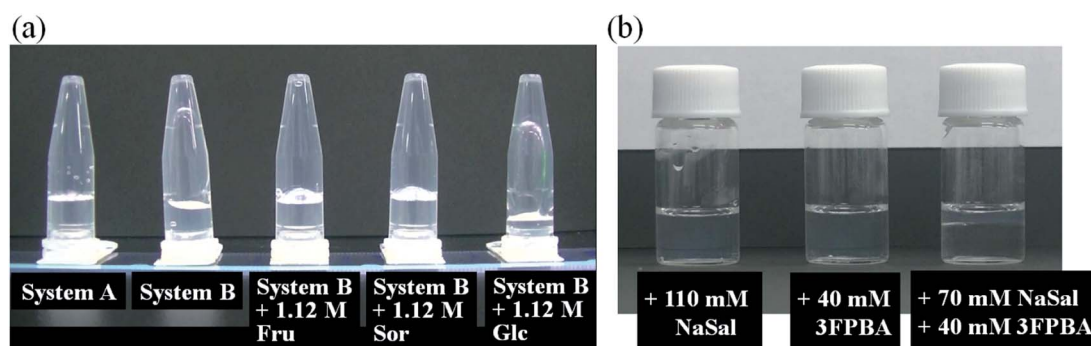 (a)
System A
System B
System B
+ 1.12 M
Fru
System B
+ 1.12 M
Sor
System B
+ 1.12 M
Glc
(b)
+ 110 mM
NaSal
+ 40 mM
3FPBA
+ 70 mM NaSal
+ 40 mM 3FPBA